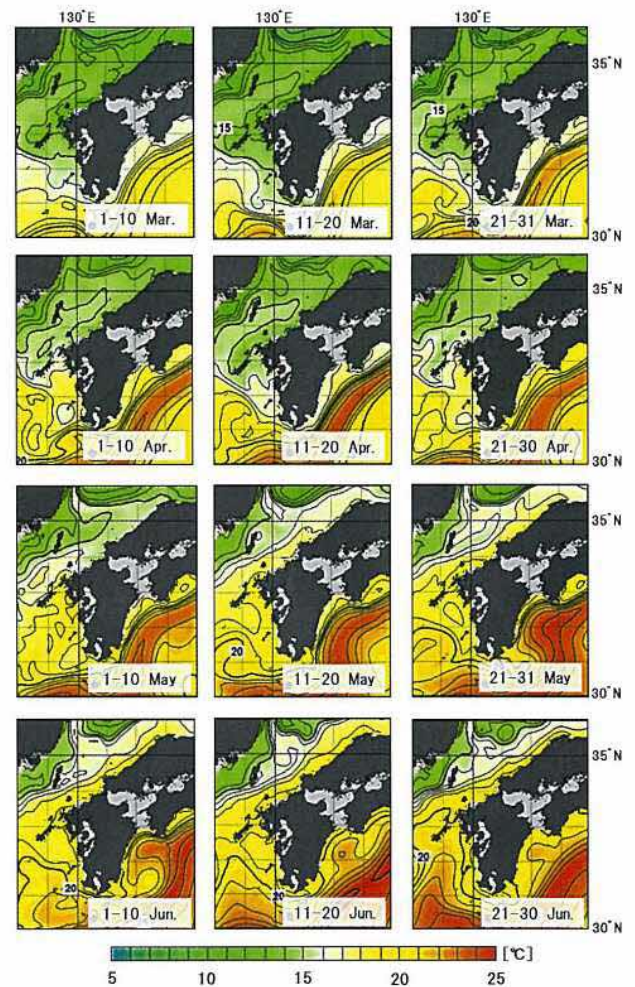 130°E 130°E 130°E
35°N
15
15
20
1-10 Mar. 11-20 Mar. 21-31 Mar.
30°N
35°N
20
1-10 Apr. 11-20 Apr. 21-30 Apr.
30°N
35°N
20
1-10 May 11-20 May 21-31 May
30°N
35°N
20
20
20
1-10 Jun. 11-20 Jun. 21-30 Jun.
30°N
[℃]
5 10 15 20 25